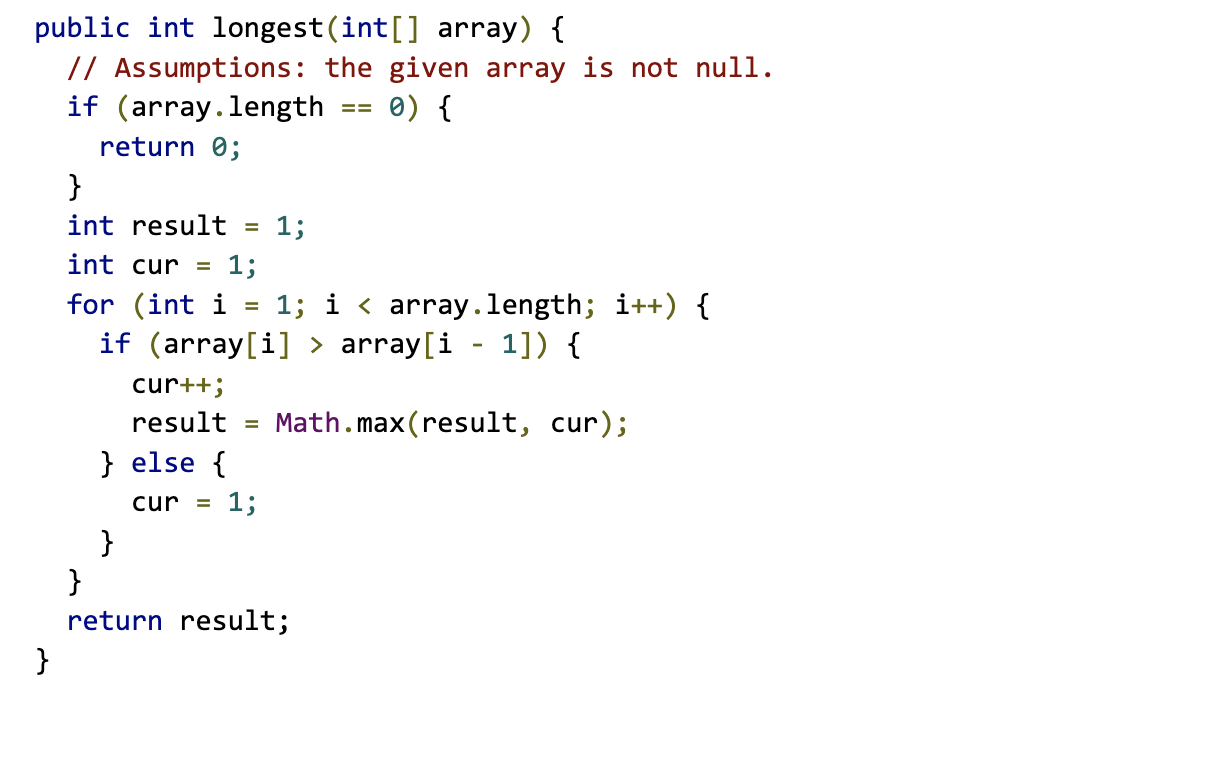 public int longest(int[] array) {
  // Assumptions: the given array is not null.
  if (array.length == 0) {
    return 0;
  }
  int result = 1;
  int cur = 1;
  for (int i = 1; i < array.length; i++) {
    if (array[i] > array[i - 1]) {
      cur++;
      result = Math.max(result, cur);
    } else {
      cur = 1;
    }
  }
  return result;
}